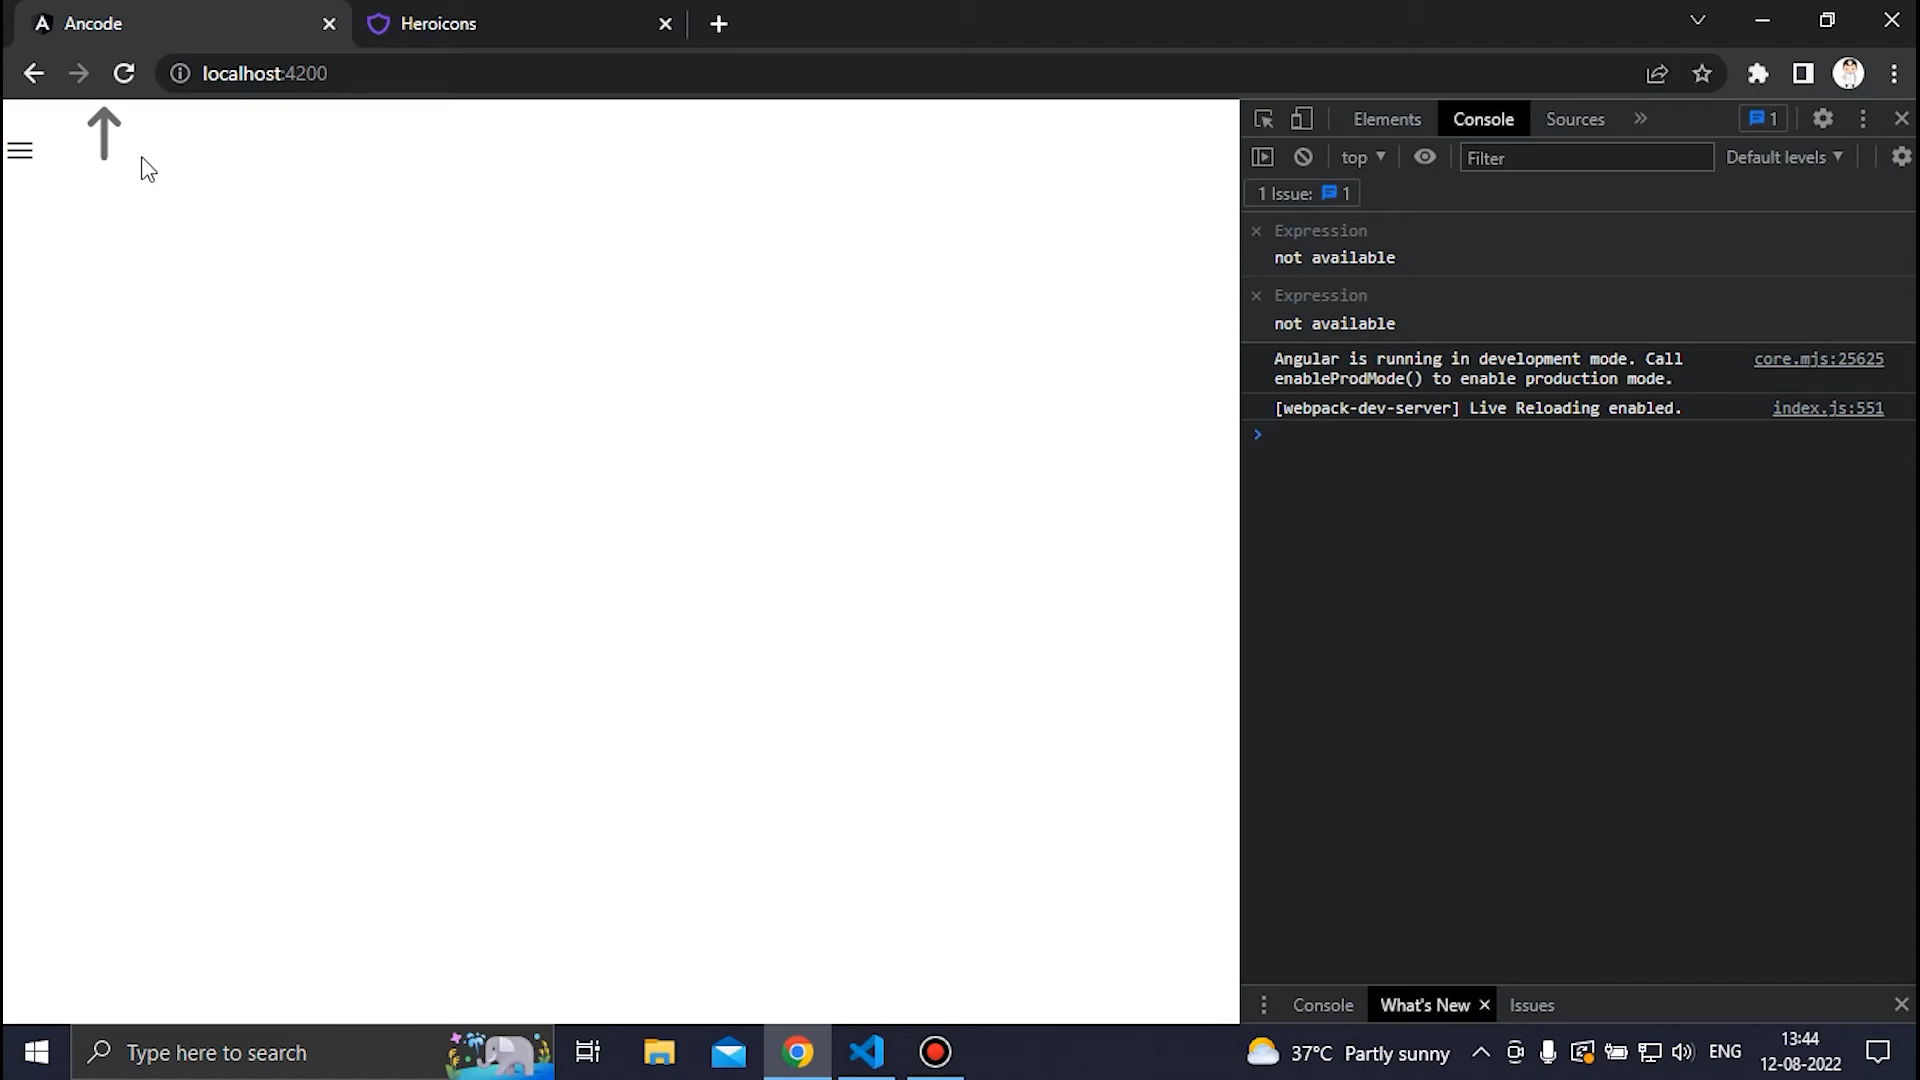 Ancode
Heroicons
localhost:4200
Elements
Console
Sources
1
top
Filter
Default levels
1 Issue: 1
Expression
not available
Expression
not available
Angular is running in development mode. Call core.mjs:25625
enableProdMode() to enable production mode.
[webpack-dev-server] Live Reloading enabled. index.js:551
Console
What's New
Issues
Type here to search
37°C Partly sunny
ENG
13:44
12-08-2022